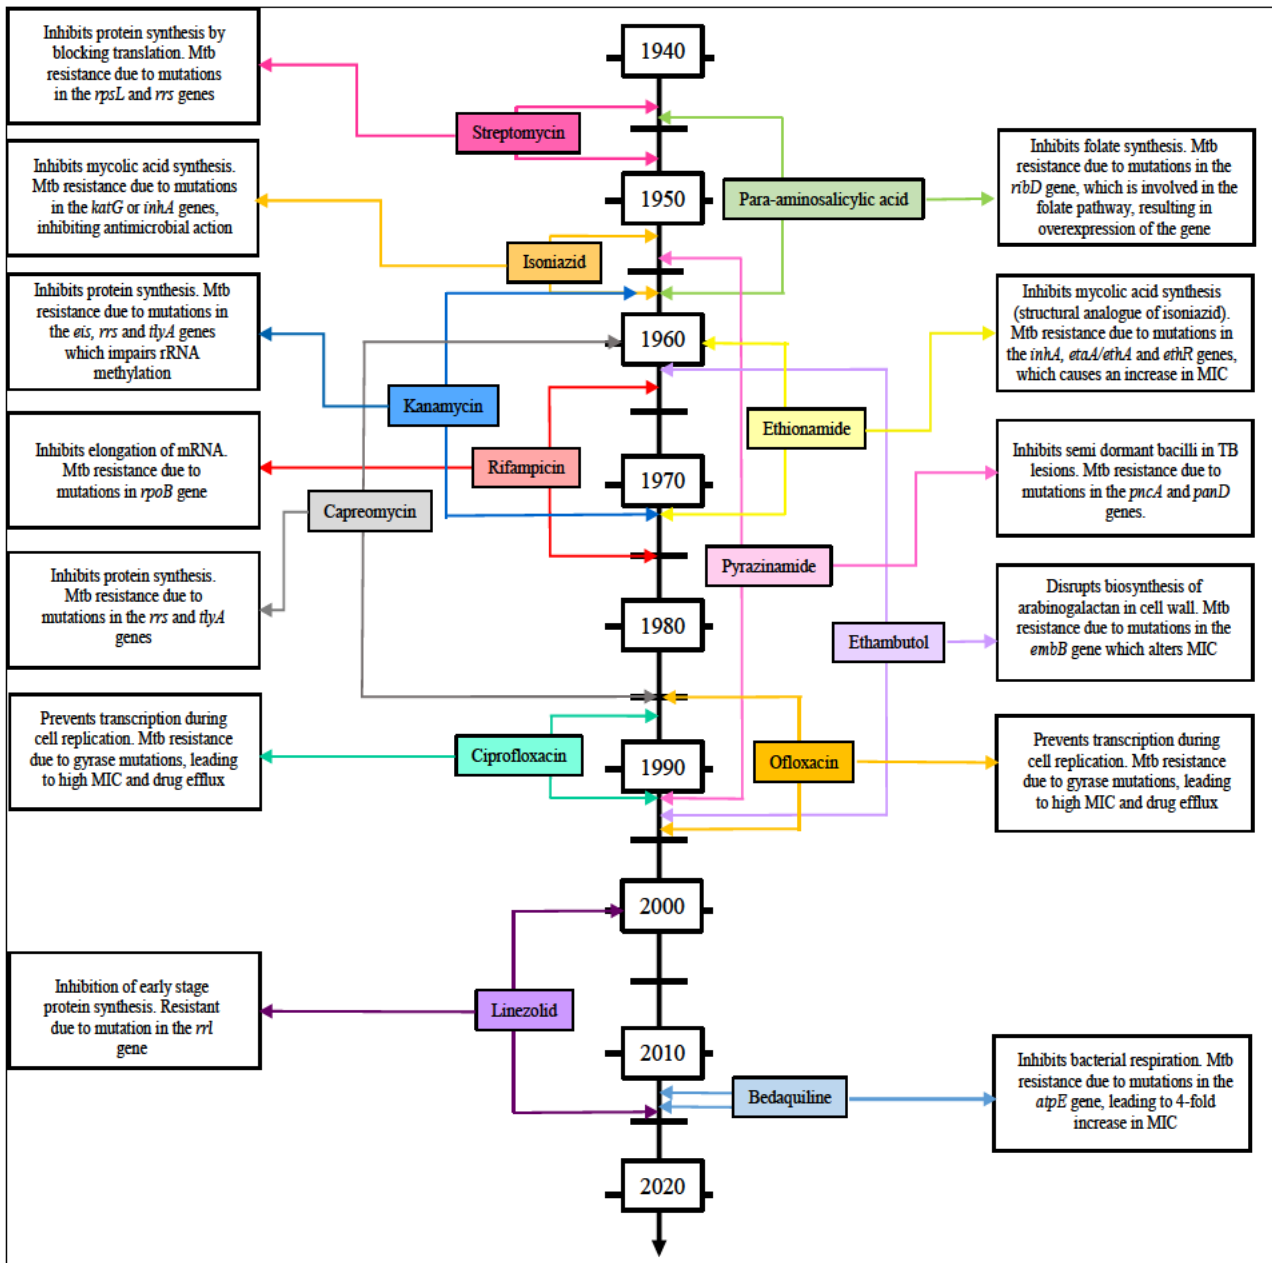 Inhibits protein synthesis by
blocking translation. Mtb
resistance due to mutations
in the rpsL and rrs genes
Inhibits mycolic acid synthesis.
Mtb resistance due to mutations
in the katG or inhA genes,
inhibiting antimicrobial action
Inhibits protein synthesis. Mtb
resistance due to mutations in
the eis, rrs and tlyA genes
which impairs rRNA
methylation
Inhibits elongation of mRNA.
Mtb resistance due to
mutations in rpoB gene
Inhibits protein synthesis.
Mtb resistance due to
mutations in the rrs and tlyA
genes
Prevents transcription during
cell replication. Mtb resistance
due to gyrase mutations, leading
to high MIC and drug efflux
Inhibition of early stage
protein synthesis. Resistant
due to mutation in the rrl
gene
Streptomycin
Isoniazid
Kanamycin
Rifampicin
Capreomycin
Ciprofloxacin
Linezolid
1940
1950
1960
1970
1980
1990
2000
2010
2020
Para-aminosalicylic acid
Ethionamide
Pyrazinamide
Ethambutol
Ofloxacin
Bedaquiline
Inhibits folate synthesis. Mtb
resistance due to mutations in the
ribD gene, which is involved in the
folate pathway, resulting in
overexpression of the gene
Inhibits mycolic acid synthesis
(structural analogue of isoniazid).
Mtb resistance due to mutations in
the inhA, etaA/ethA and ethR genes,
which causes an increase in MIC
Inhibits semi dormant bacilli in TB
lesions. Mtb resistance due to
mutations in the pncA and panD
genes.
Disrupts biosynthesis of
arabinogalactan in cell wall. Mtb
resistance due to mutations in the
embB gene which alters MIC
Prevents transcription during
cell replication. Mtb resistance
due to gyrase mutations, leading
to high MIC and drug efflux
Inhibits bacterial respiration. Mtb
resistance due to mutations in the
atpE gene, leading to 4-fold
increase in MIC